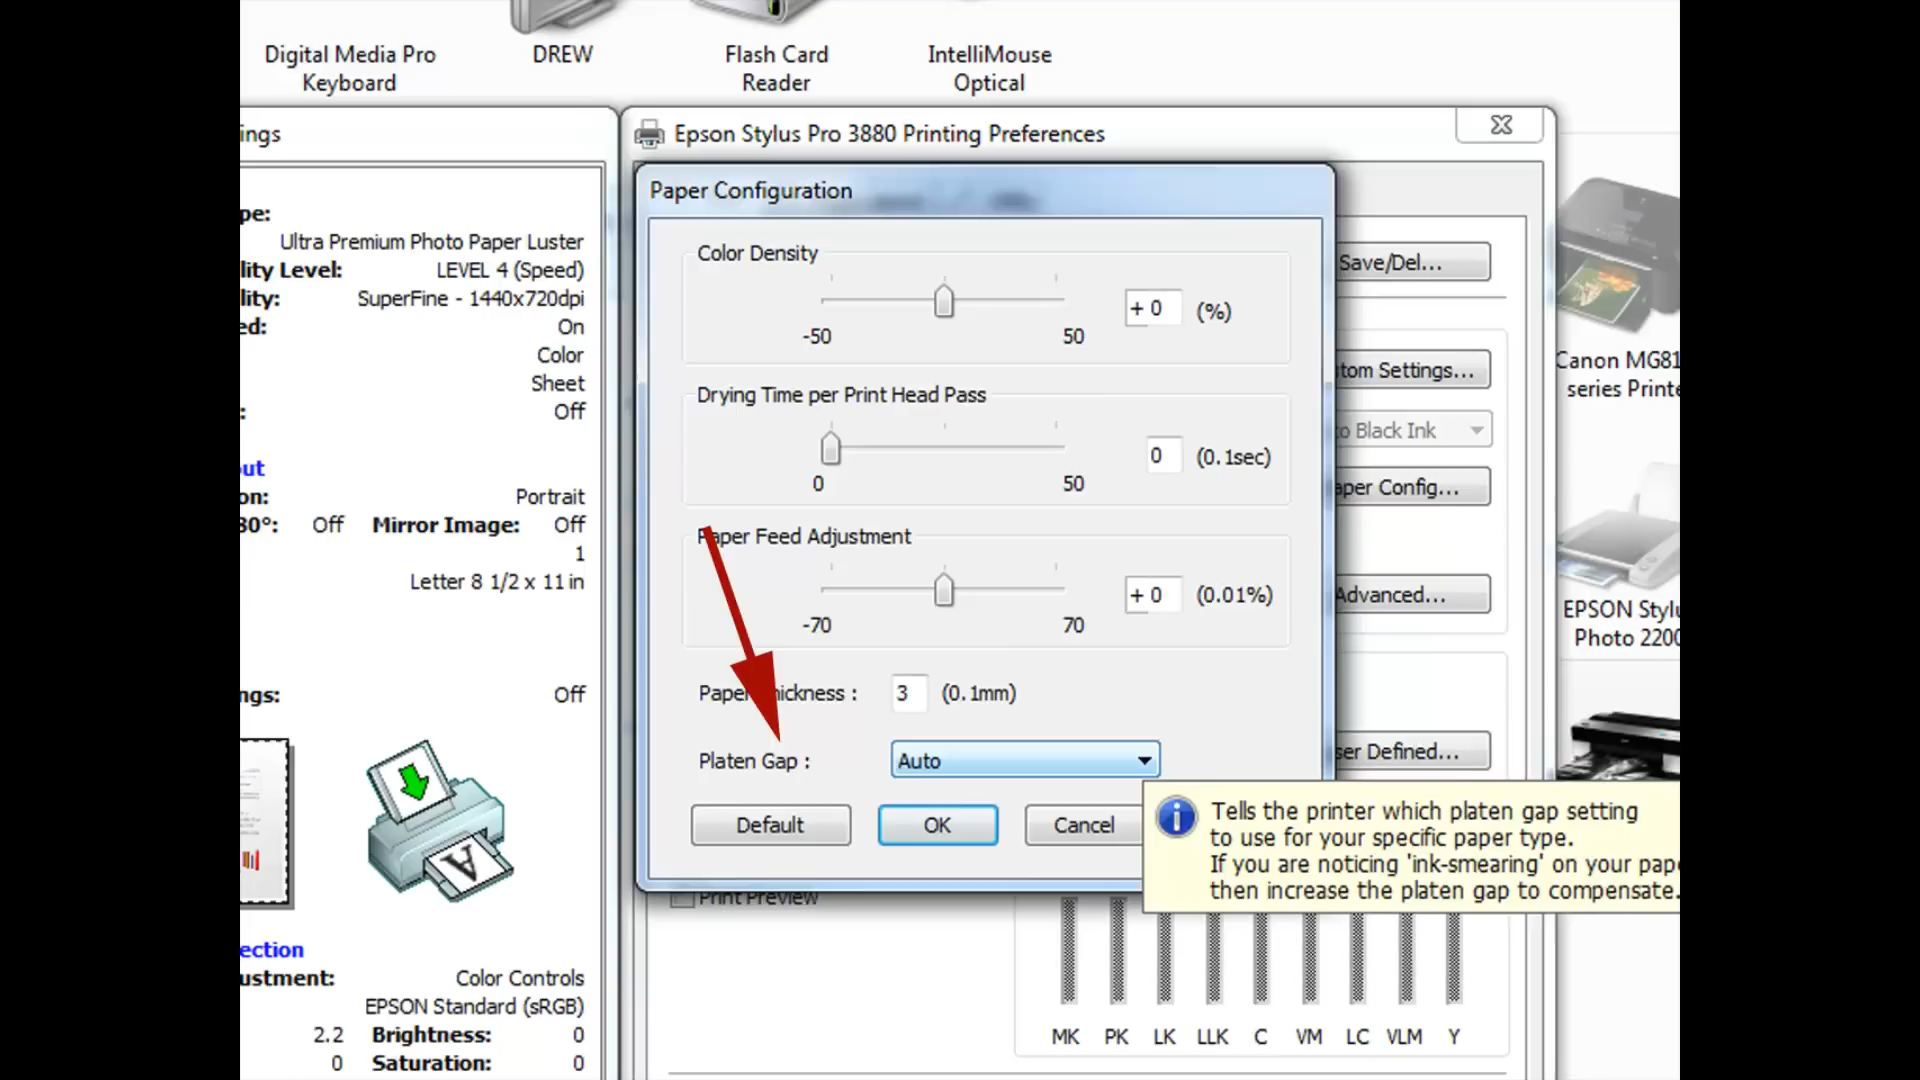 Digital Media Pro
Keyboard
DREW
Flash Card
Reader
IntelliMouse
Optical
ings
Epson Stylus Pro 3880 Printing Preferences
Paper Configuration
pe:
Ultra Premium Photo Paper Luster
lity Level: LEVEL 4 (Speed)
lity: SuperFine - 1440x720dpi
ed: On
Color
Sheet
: Off
out
on: Portrait
80°: Off Mirror Image: Off
1
Letter 8 1/2 x 11 in
ngs: Off
ection
ustment: Color Controls
EPSON Standard (sRGB)
2.2 Brightness: 0
0 Saturation: 0
Color Density
-50 50 +0 (%)
Drying Time per Print Head Pass
0 50 0 (0.1sec)
Paper Feed Adjustment
-70 70 +0 (0.01%)
Paper Thickness : 3 (0.1mm)
Platen Gap : Auto
Default OK Cancel
Tells the printer which platen gap setting
to use for your specific paper type.
If you are noticing 'ink-smearing' on your pape
then increase the platen gap to compensate.
Save/Del...
tom Settings...
to Black Ink
aper Config...
Advanced...
ser Defined...
Print Preview
MK PK LK LLK C VM LC VLM Y
Canon MG81
series Printe
EPSON Stylu
Photo 2200
A